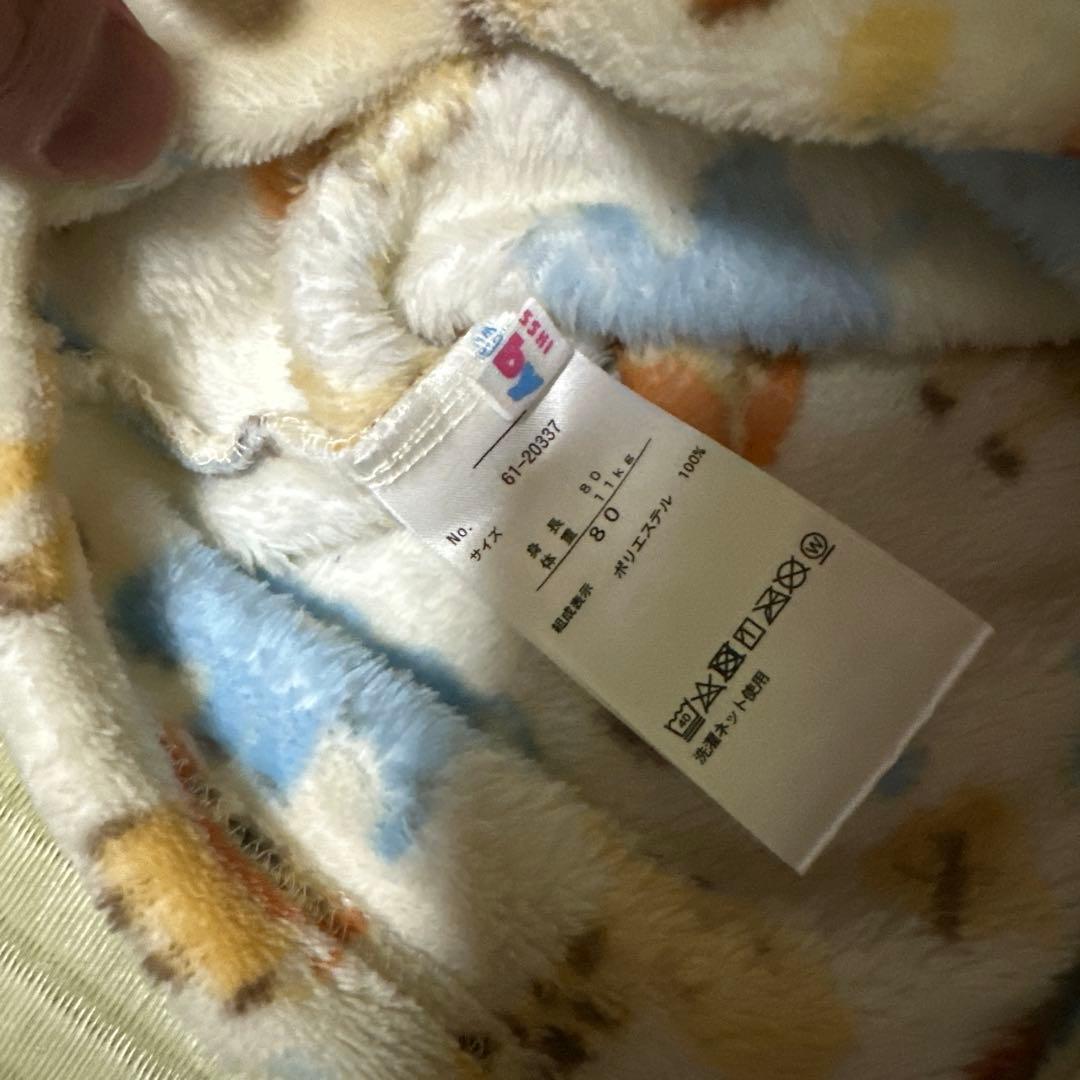 No. 61-20337
サイズ
身長 80
体重 11kg
80
組成表示 ポリエステル 100%
40
W
洗濯ネット使用